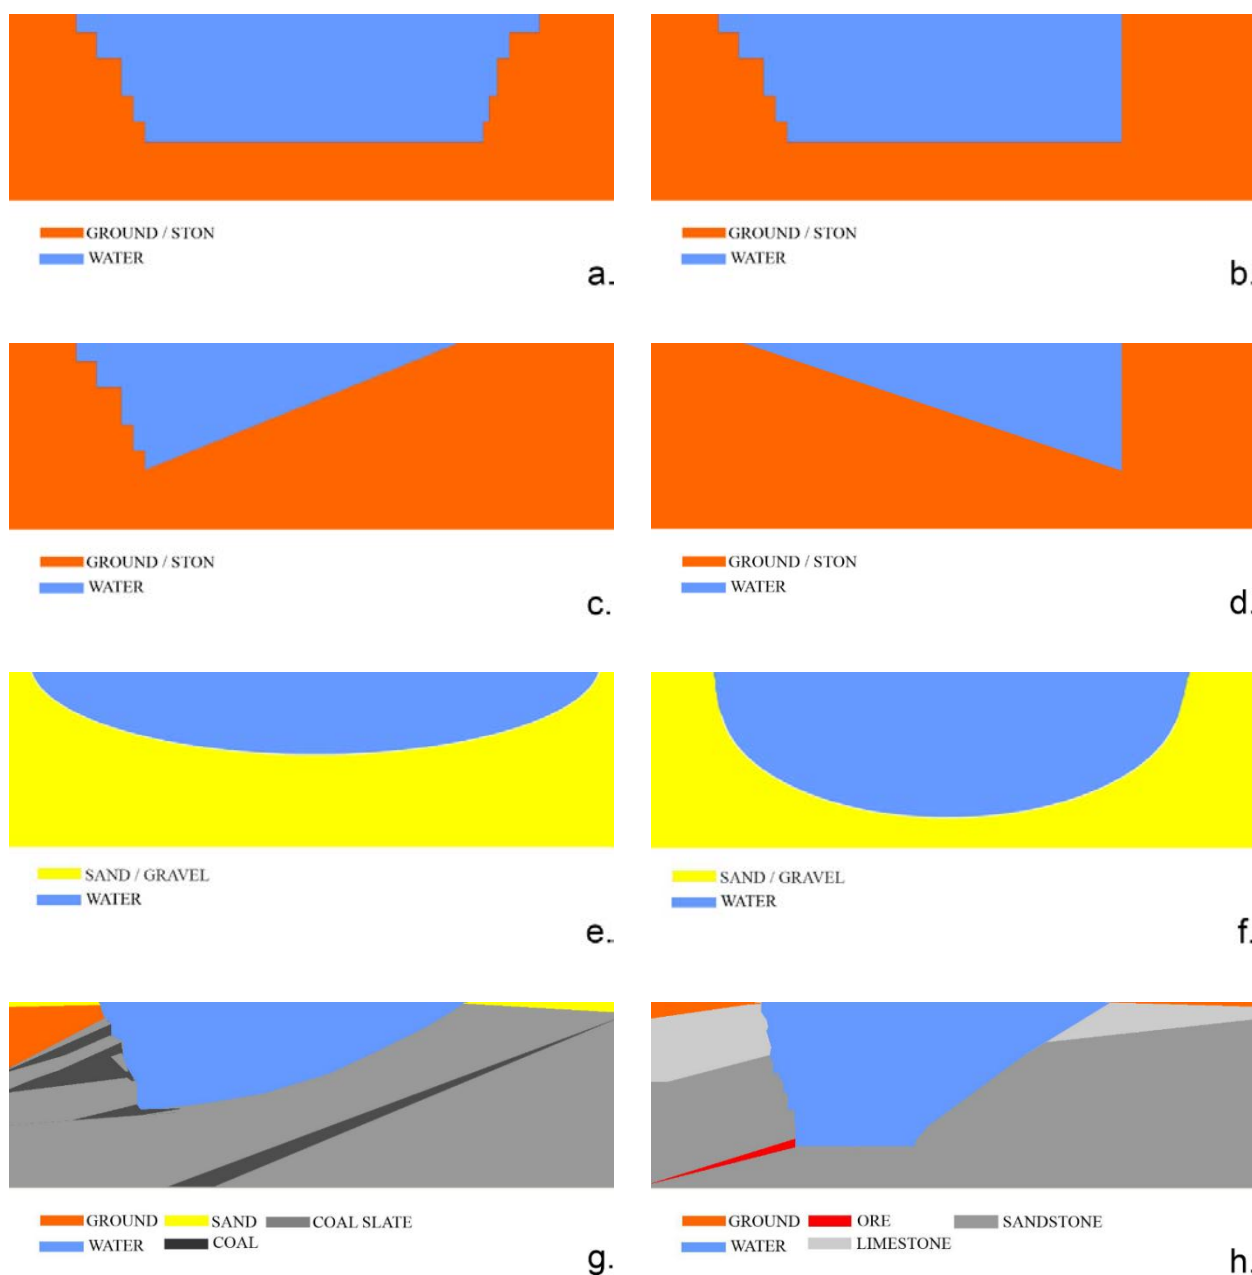 GROUND / STON
WATER
a.
GROUND / STON
WATER
b.
GROUND / STON
WATER
c.
GROUND / STON
WATER
d.
SAND / GRAVEL
WATER
e.
SAND / GRAVEL
WATER
f.
GROUND SAND COAL SLATE
WATER COAL
g.
GROUND ORE SANDSTONE
WATER LIMESTONE
h.